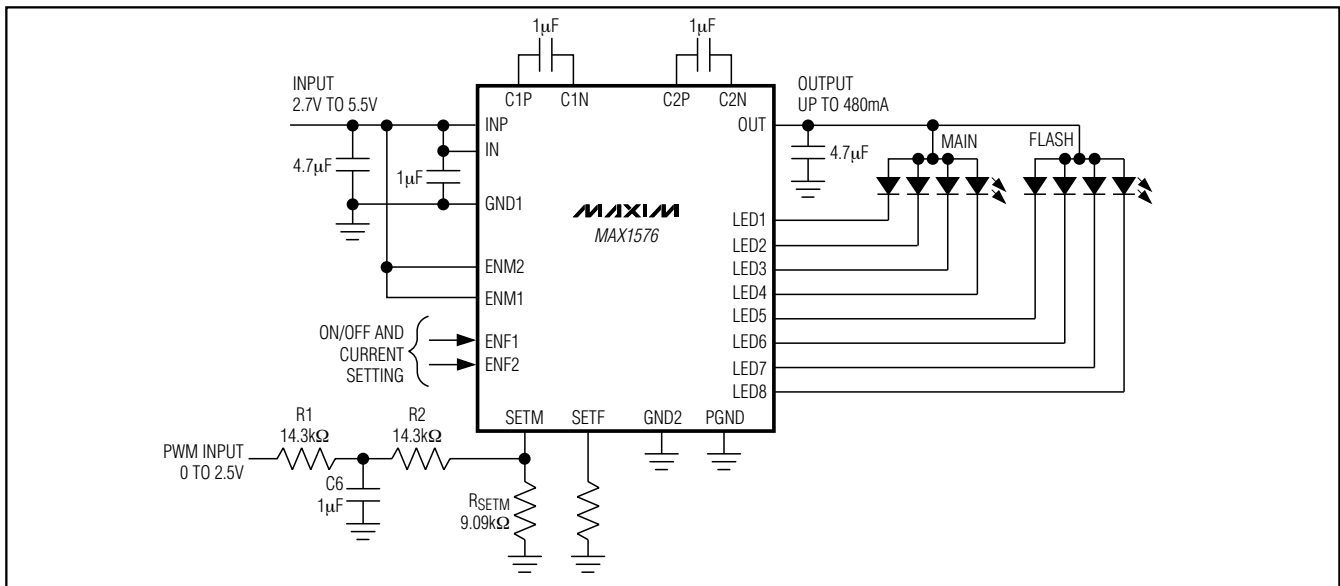 1µF
1µF
INPUT
2.7V TO 5.5V
C1P
C1N
C2P
C2N
OUTPUT
UP TO 480mA
INP
OUT
IN
MAIN
FLASH
4.7µF
1µF
4.7µF
GND1
MAXIM
MAX1576
LED1
LED2
ENM2
LED3
ENM1
LED4
LED5
ON/OFF AND
CURRENT
SETTING
ENF1
ENF2
LED6
LED7
LED8
SETM
SETF
GND2
PGND
R1
14.3kΩ
R2
14.3kΩ
PWM INPUT
0 TO 2.5V
C6
1µF
RSETM
9.09kΩ